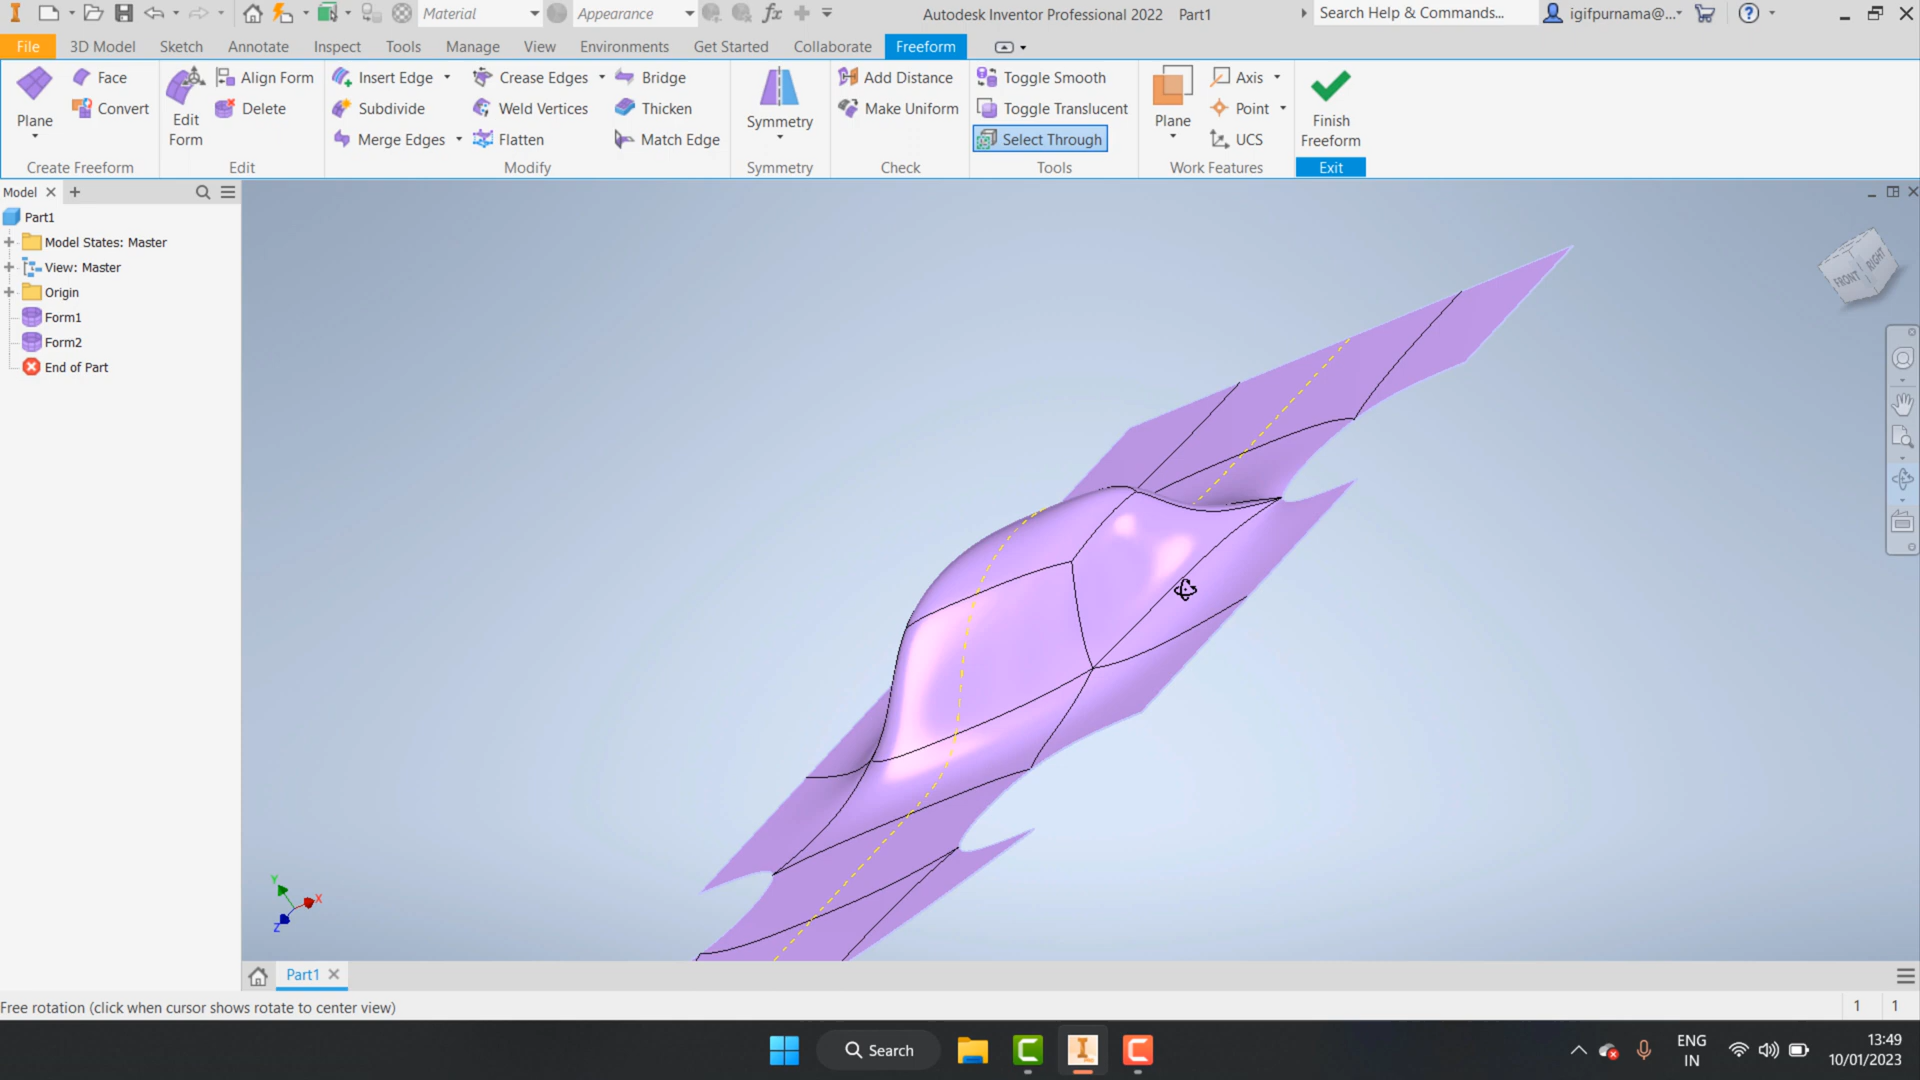 Material
Appearance
fx
Autodesk Inventor Professional 2022 Part1
Search Help & Commands...
igifpurnama@...
File 3D Model Sketch Annotate Inspect Tools Manage View Environments Get Started Collaborate Freeform
Plane
Face
Convert
Create Freeform
Edit
Form
Align Form
Delete
Edit
Insert Edge
Subdivide
Merge Edges
Crease Edges
Weld Vertices
Flatten
Bridge
Thicken
Match Edge
Modify
Symmetry
Symmetry
Add Distance
Make Uniform
Check
Toggle Smooth
Toggle Translucent
Select Through
Tools
Plane
Axis
Point
UCS
Work Features
Finish
Freeform
Exit
Model
Part1
Model States: Master
View: Master
Origin
Form1
Form2
End of Part
FRONT RIGHT
Y
X
Z
Part1
Free rotation (click when cursor shows rotate to center view)
1 1
Search
ENG
IN
13:49
10/01/2023